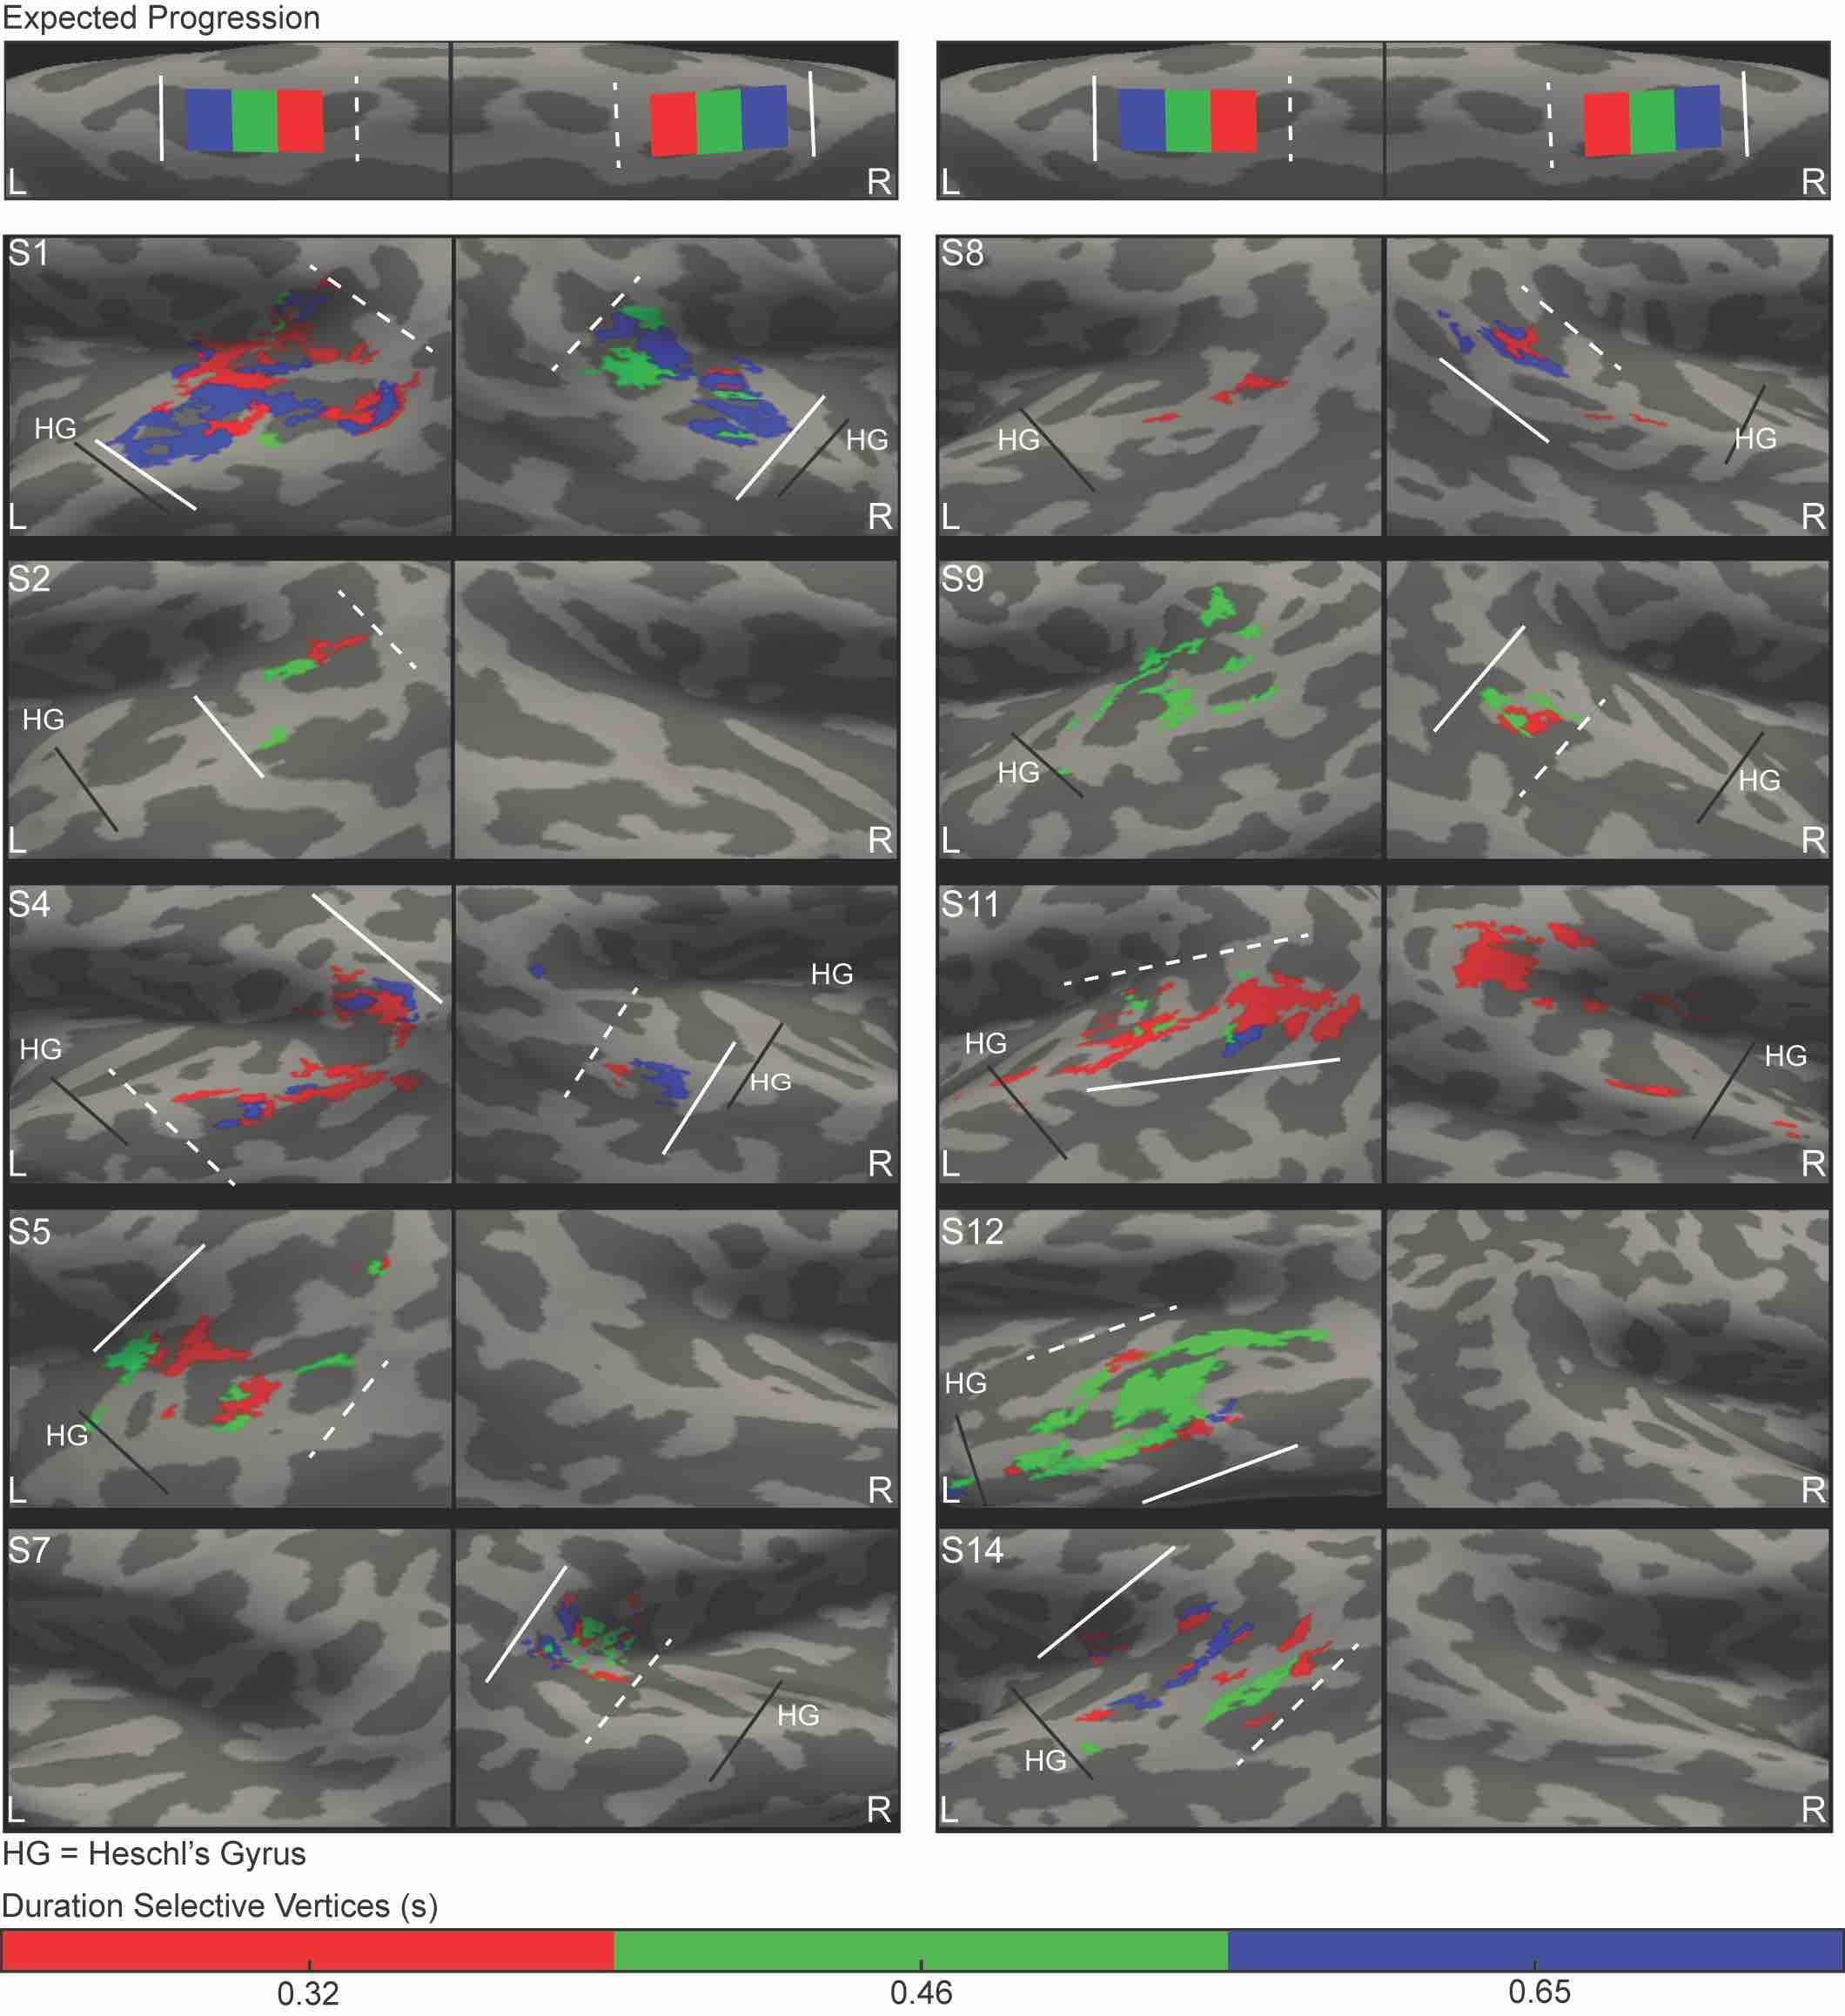 Expected Progression
L R
L R
S1
HG
HG
L R
S2
HG
L R
S4
HG
HG
HG
L R
S5
HG
L R
S7
HG
L R
S8
HG
HG
L R
S9
HG
HG
L R
S11
HG
HG
L R
S12
HG
L R
S14
HG
L R
HG = Heschl's Gyrus
Duration Selective Vertices (s)
0.32 0.46 0.65